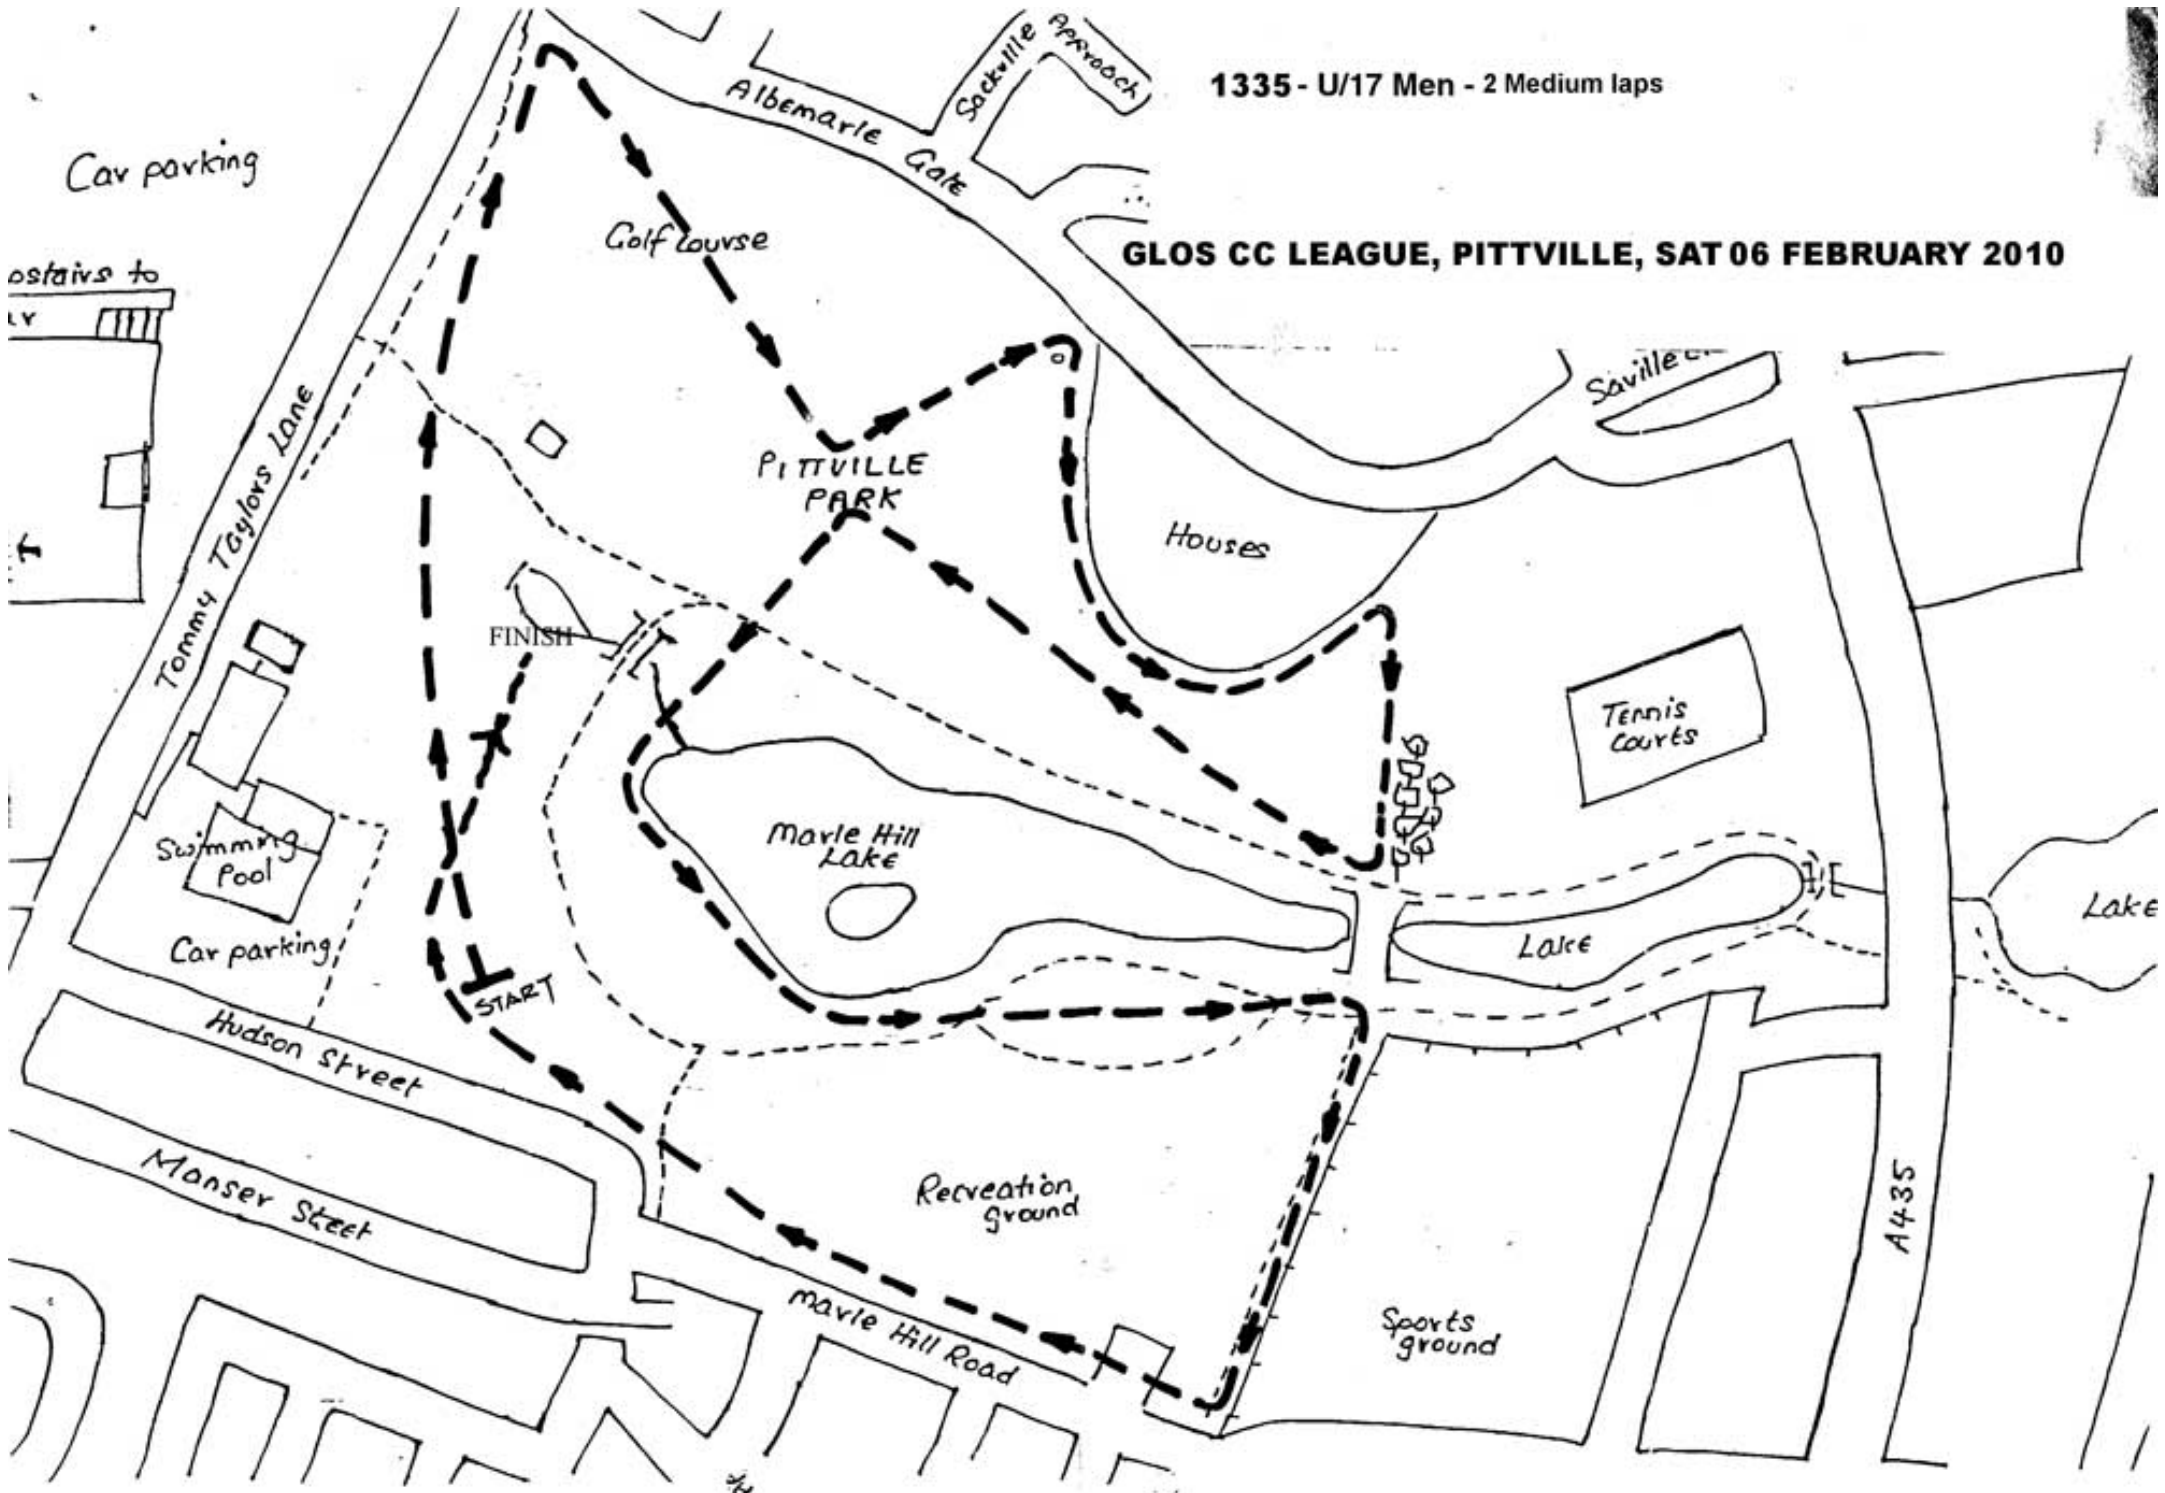 1335 - U/17 Men - 2 Medium laps
GLOS CC LEAGUE, PITTVILLE, SAT 06 FEBRUARY 2010
Sackville
Approach
Albemarle Gate
Car parking
Golf Course
Tommy Taylors Lane
PITTVILLE
PARK
Houses
Saville
FINISH
Tennis
Courts
Swimming
Pool
Marle Hill
Lake
Lake
Lake
Car parking
START
Hudson Street
Manser Street
Recreation
ground
Marle Hill Road
Sports
ground
A435